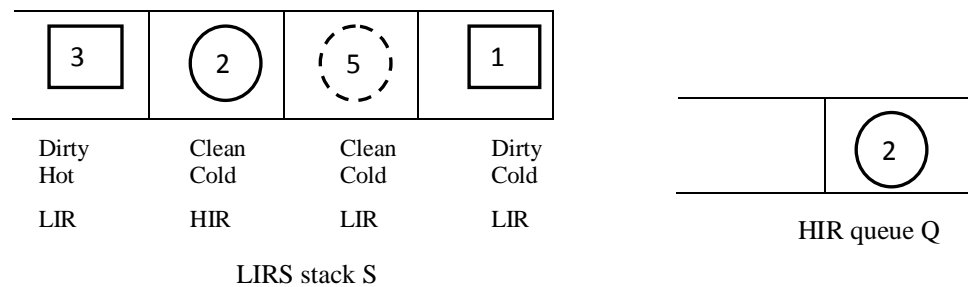 3 2 5 1
2
Dirty Clean Clean Dirty
Hot Cold Cold Cold
LIR HIR LIR LIR
HIR queue Q
LIRS stack S